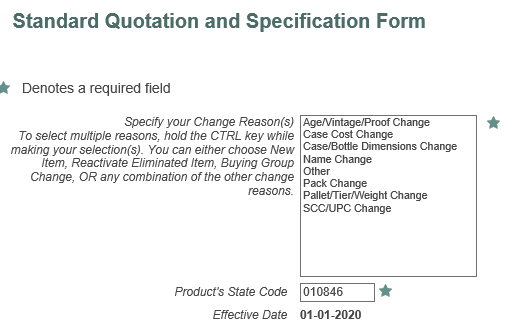 Standard Quotation and Specification Form
Denotes a required field
Specify your Change Reason(s)
To select multiple reasons, hold the CTRL key while
making your selection(s). You can either choose New
Item, Reactivate Eliminated Item, Buying Group
Change, OR any combination of the other change
reasons.
Age/Vintage/Proof Change
Case Cost Change
Case/Bottle Dimensions Change
Name Change
Other
Pack Change
Pallet/Tier/Weight Change
SCC/UPC Change
Product's State Code 010846
Effective Date 01-01-2020